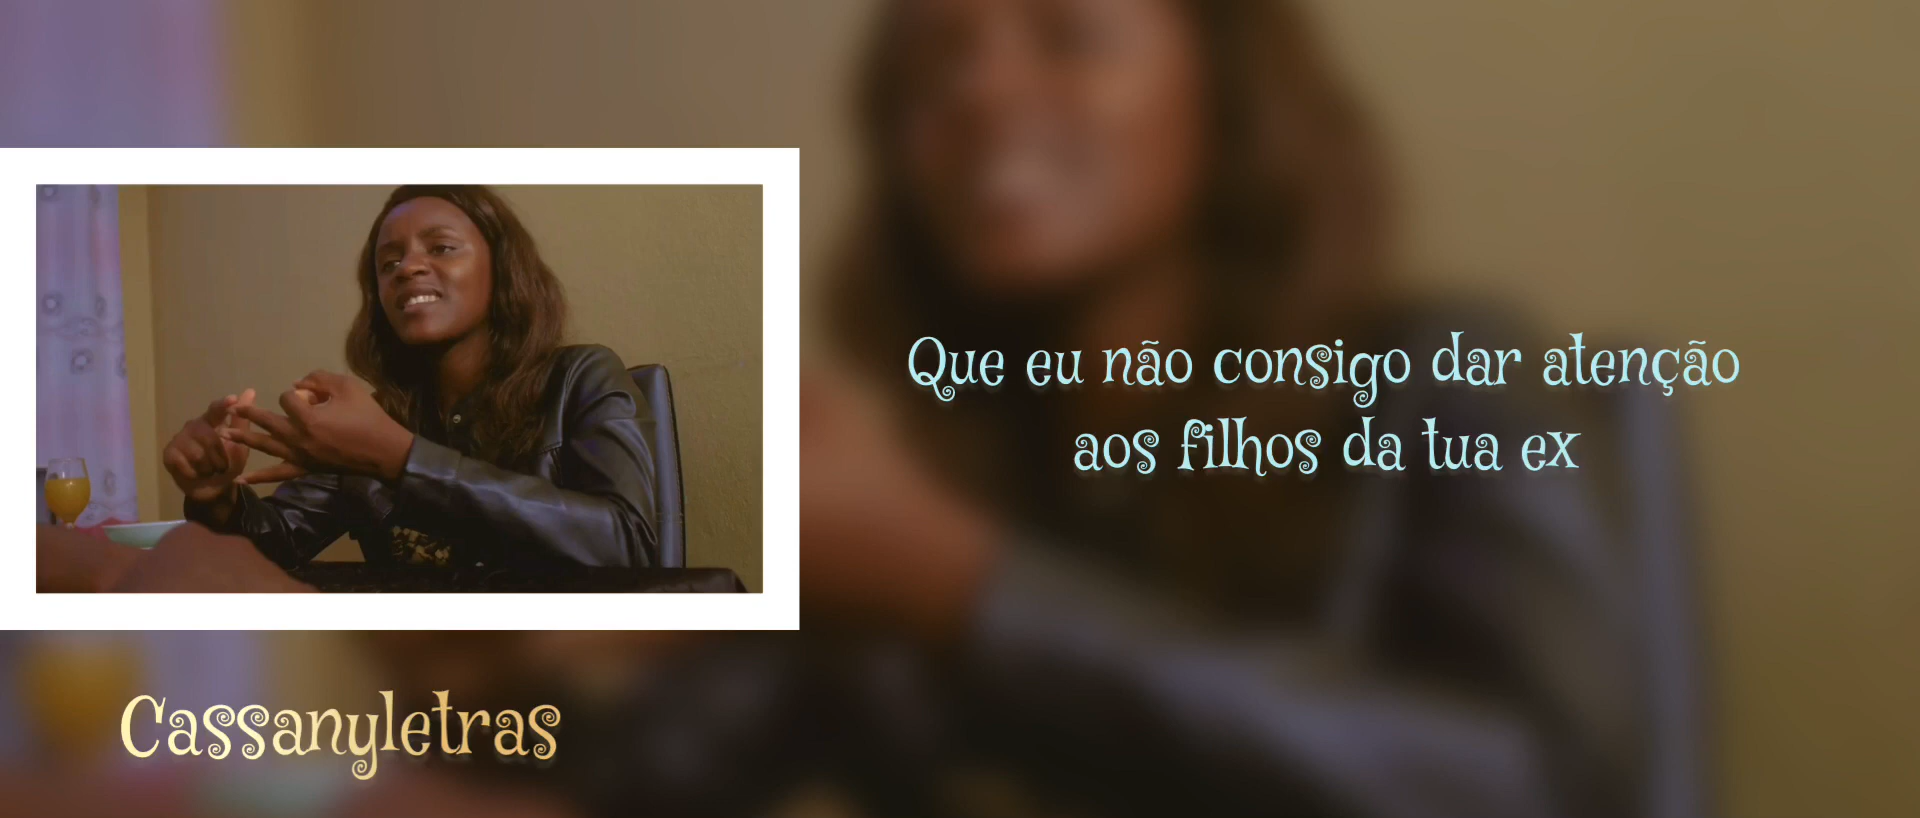 Que eu não consigo dar atenção
aos filhos da tua ex
Cassanyletras